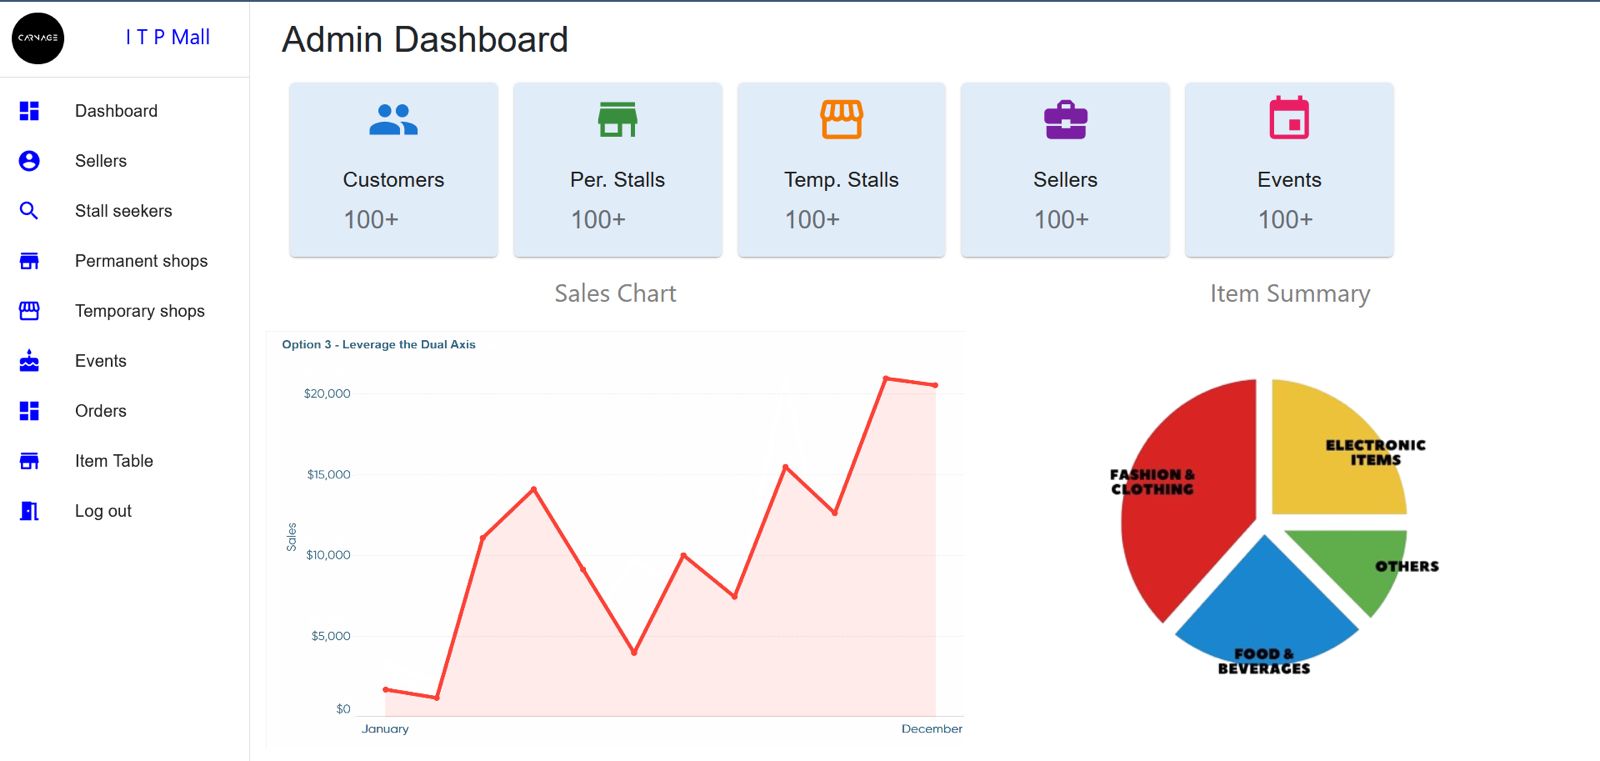 CARNAGE
I T P Mall
Dashboard
Sellers
Stall seekers
Permanent shops
Temporary shops
Events
Orders
Item Table
Log out
Admin Dashboard
Customers
100+
Per. Stalls
100+
Temp. Stalls
100+
Sellers
100+
Events
100+
Sales Chart
Option 3 - Leverage the Dual Axis
$20,000
$15,000
$10,000
$5,000
$0
Sales
January
December
Item Summary
ELECTRONIC
ITEMS
FASHION &
CLOTHING
OTHERS
FOOD &
BEVERAGES